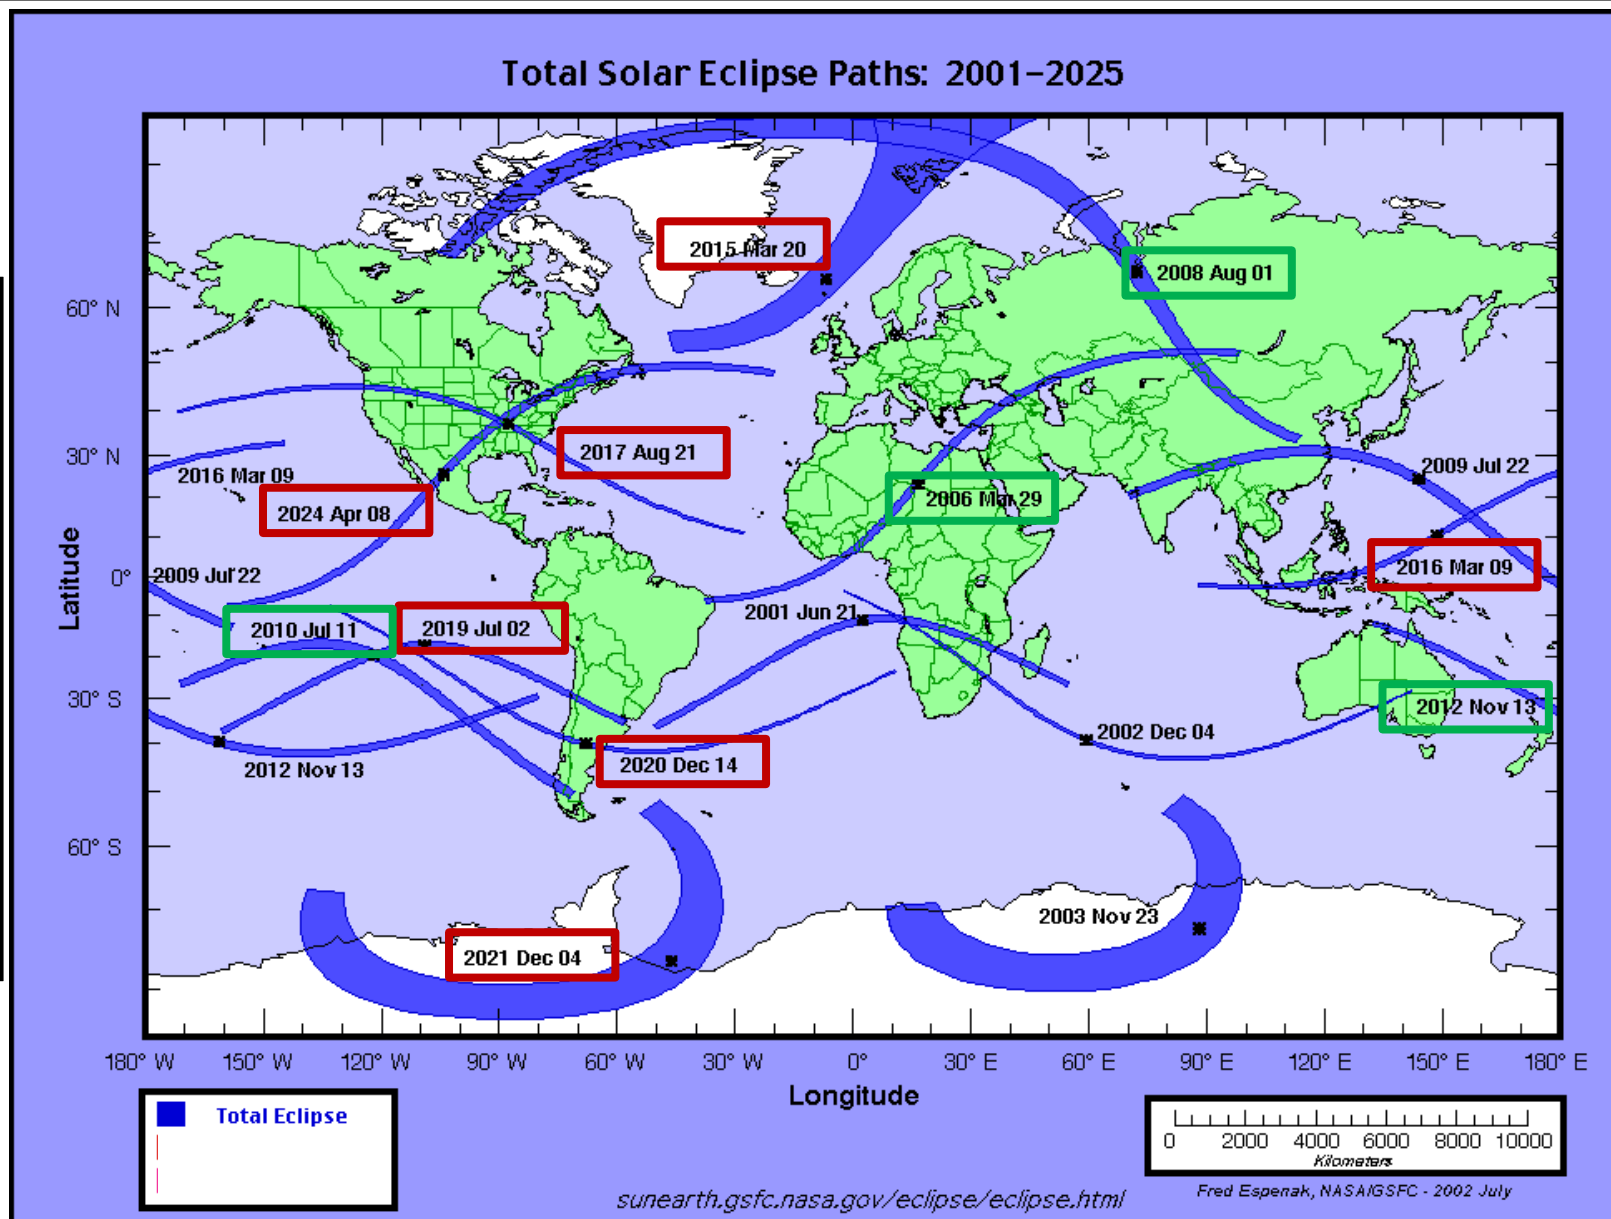 Total Solar Eclipse Paths: 2001–2025
2015 Mar 20
2008 Aug 01
60° N
2017 Aug 21
30° N
2016 Mar 09
2009 Jul 22
2006 Mar 29
2024 Apr 08
2016 Mar 09
0°
2009 Jul 22
2001 Jun 21
2010 Jul 11
2019 Jul 02
Latitude
30° S
2012 Nov 13
2002 Dec 04
2020 Dec 14
2012 Nov 13
60° S
2003 Nov 23
2021 Dec 04
180° W 150° W 120° W 90° W 60° W 30° W 0° 30° E 60° E 90° E 120° E 150° E 180° E
Longitude
Total Eclipse
0 2000 4000 6000 8000 10000
Kilometers
sunearth.gsfc.nasa.gov/eclipse/eclipse.html
Fred Espenak, NASA/GSFC - 2002 July